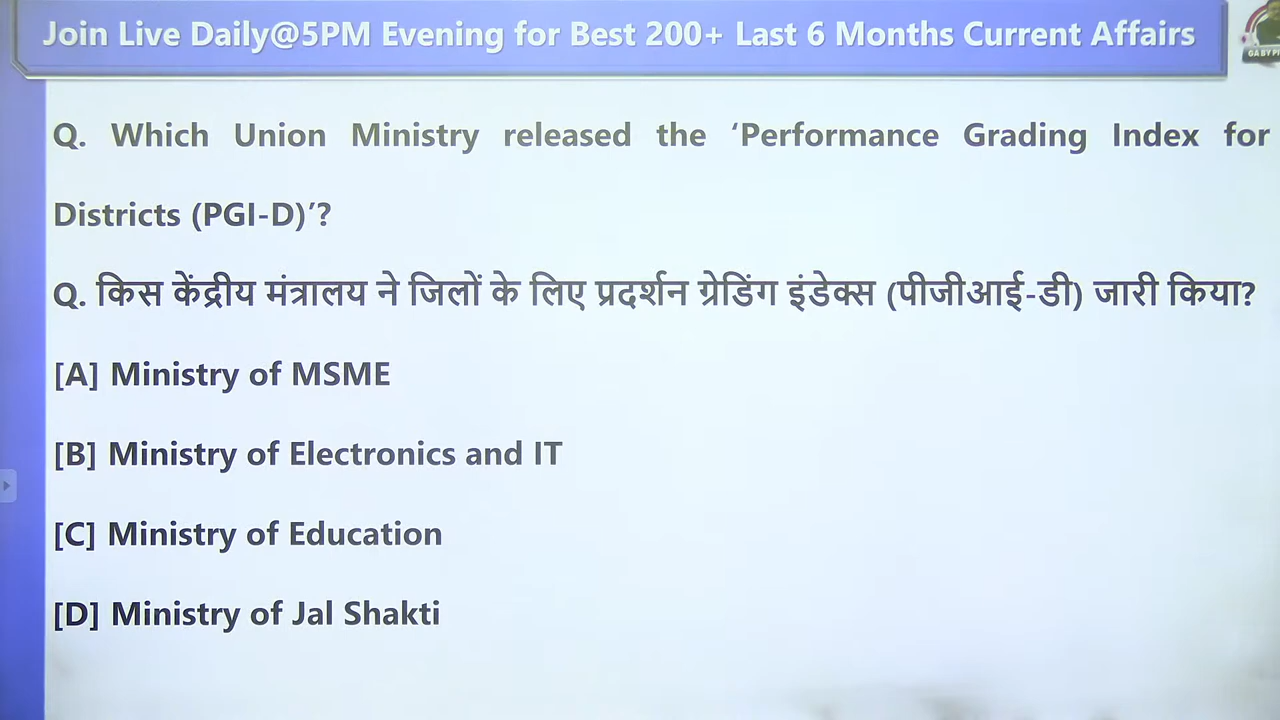 Join Live Daily@5PM Evening for Best 200+ Last 6 Months Current Affairs
Q. Which Union Ministry released the ‘Performance Grading Index for
Districts (PGI-D)’?
Q. किस केंद्रीय मंत्रालय ने जिलों के लिए प्रदर्शन ग्रेडिंग इंडेक्स (पीजीआई-डी) जारी किया?
[A] Ministry of MSME
[B] Ministry of Electronics and IT
[C] Ministry of Education
[D] Ministry of Jal Shakti